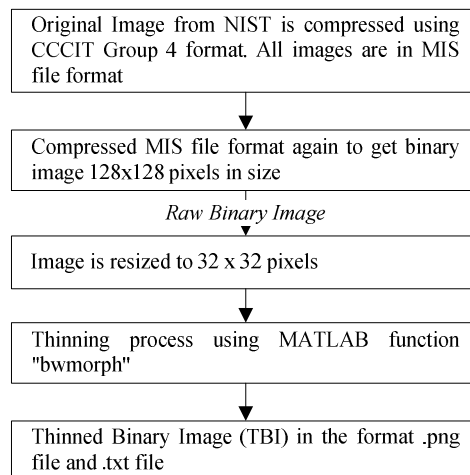 Original Image from NIST is compressed using
CCCIT Group 4 format. All images are in MIS
file format
Compressed MIS file format again to get binary
image 128x128 pixels in size
Raw Binary Image
Image is resized to 32 x 32 pixels
Thinning process using MATLAB function
"bwmorph"
Thinned Binary Image (TBI) in the format .png
file and .txt file